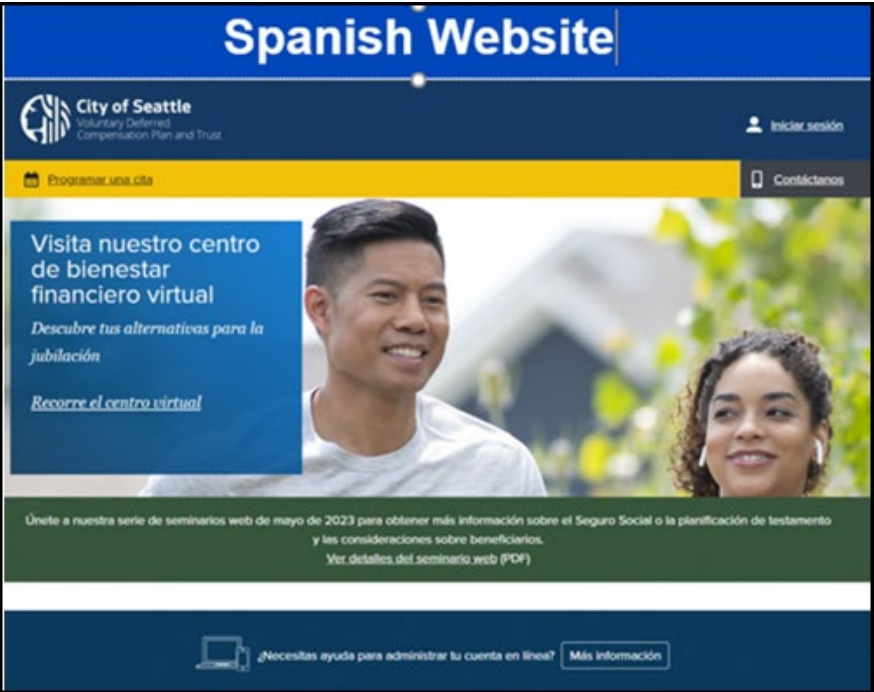 Spanish Website
City of Seattle
Voluntary Deferred
Compensation Plan and Trust
Iniciar sesión
Programar una cita
Contáctanos
Visita nuestro centro
de bienestar
financiero virtual
Descubre tus alternativas para la
jubilación
Recorre el centro virtual
Únete a nuestra serie de seminarios web de mayo de 2023 para obtener más información sobre el Seguro Social o la planificación de testamento
y las consideraciones sobre beneficiarios.
Ver detalles del seminario web (PDF)
¿Necesitas ayuda para administrar tu cuenta en línea? Más información